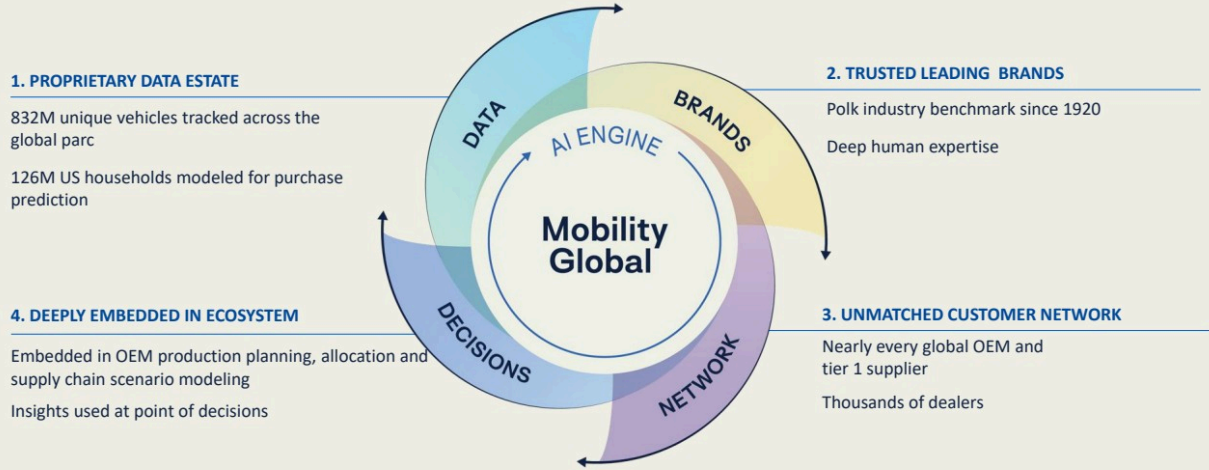 1. PROPRIETARY DATA ESTATE
832M unique vehicles tracked across the
global parc
126M US households modeled for purchase
prediction
2. TRUSTED LEADING BRANDS
Polk industry benchmark since 1920
Deep human expertise
DATA
BRANDS
AI ENGINE
Mobility
Global
DECISIONS
NETWORK
4. DEEPLY EMBEDDED IN ECOSYSTEM
Embedded in OEM production planning, allocation and
supply chain scenario modeling
Insights used at point of decisions
3. UNMATCHED CUSTOMER NETWORK
Nearly every global OEM and
tier 1 supplier
Thousands of dealers